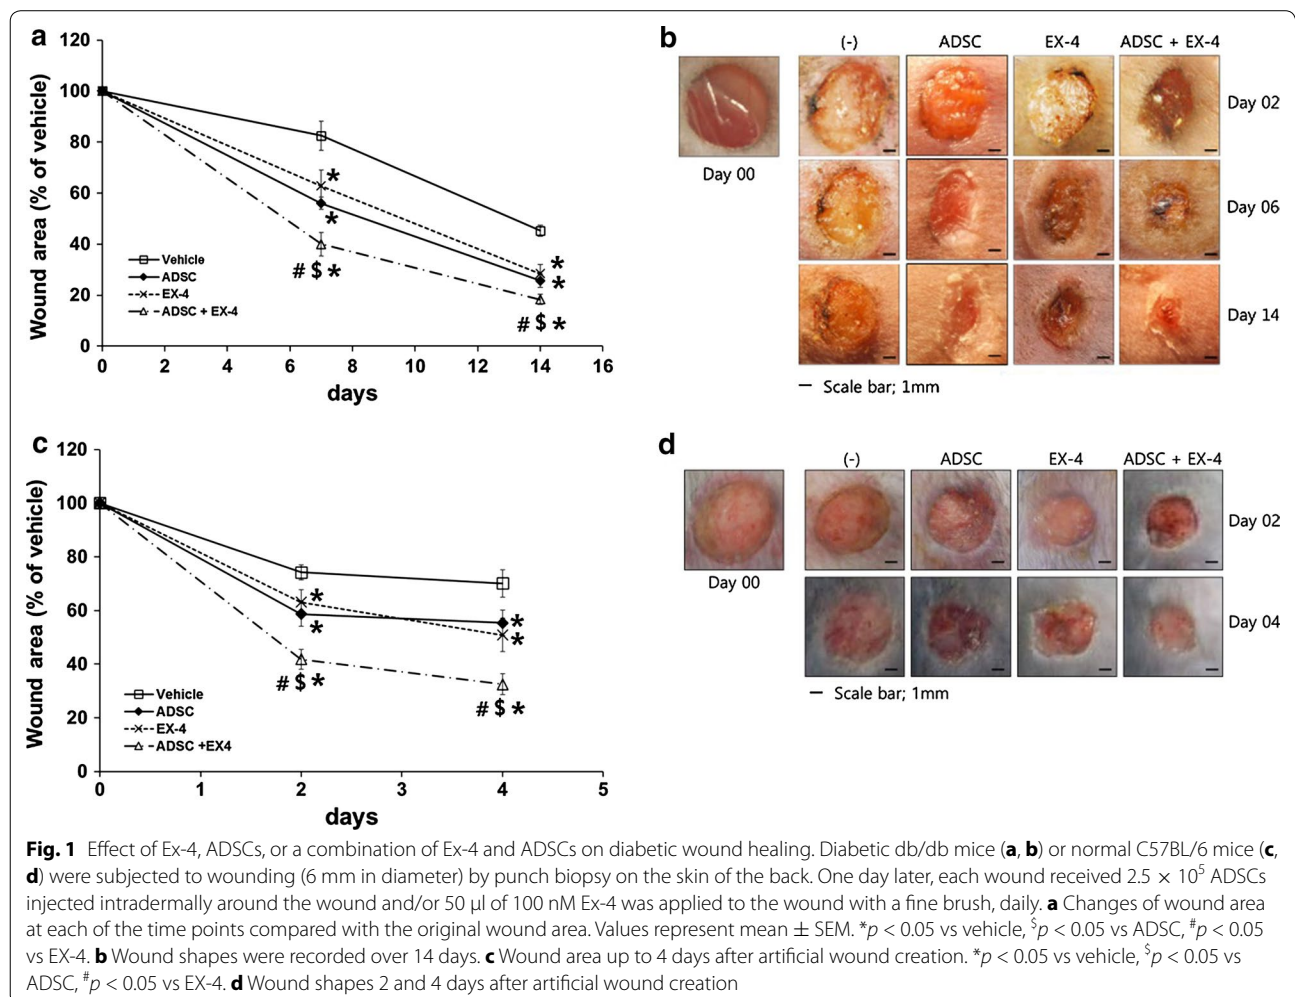 a
120
100
80
60
40
20
0
Wound area (% of vehicle)
Vehicle
ADSC
EX-4
ADSC + EX-4
*
*
# $ *
*
*
# $ *
0 2 4 6 8 10 12 14 16
days
b
(-) ADSC EX-4 ADSC + EX-4
Day 00
Day 02
Day 06
Day 14
Scale bar; 1mm
c
120
100
80
60
40
20
0
Wound area (% of vehicle)
Vehicle
ADSC
EX-4
ADSC +EX4
*
*
# $ *
*
*
# $ *
0 1 2 3 4 5
days
d
(-) ADSC EX-4 ADSC + EX-4
Day 00
Day 02
Day 04
Scale bar; 1mm
Fig. 1 Effect of Ex-4, ADSCs, or a combination of Ex-4 and ADSCs on diabetic wound healing. Diabetic db/db mice (a, b) or normal C57BL/6 mice (c,
d) were subjected to wounding (6 mm in diameter) by punch biopsy on the skin of the back. One day later, each wound received 2.5 × 10⁵ ADSCs
injected intradermally around the wound and/or 50 µl of 100 nM Ex-4 was applied to the wound with a fine brush, daily. a Changes of wound area
at each of the time points compared with the original wound area. Values represent mean ± SEM. *p < 0.05 vs vehicle, $p < 0.05 vs ADSC, #p < 0.05
vs EX-4. b Wound shapes were recorded over 14 days. c Wound area up to 4 days after artificial wound creation. *p < 0.05 vs vehicle, $p < 0.05 vs
ADSC, #p < 0.05 vs EX-4. d Wound shapes 2 and 4 days after artificial wound creation